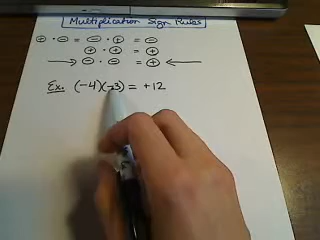 Multiplication Sign Rules
⊕ · ⊖ = ⊖ · ⊕ = ⊖
⊕ · ⊕ = ⊕
→ ⊖ · ⊖ = ⊕ ←
Ex. (-4)(-3) = +12